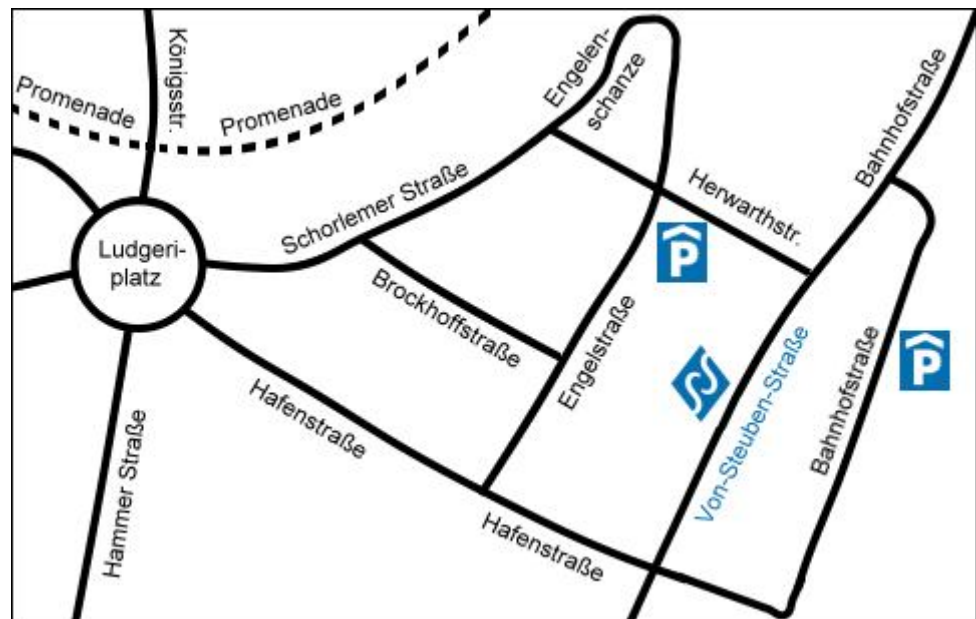 Königsstr.
Promenade
Promenade
Engelen-
schanze
Bahnhofstraße
Schorlemer Straße
Herwarthstr.
Ludgeri-
platz
P
Brockhoffstraße
Engelstraße
Von-Steuben-Straße
P
Bahnhofstraße
Hafenstraße
Hammer Straße
Hafenstraße